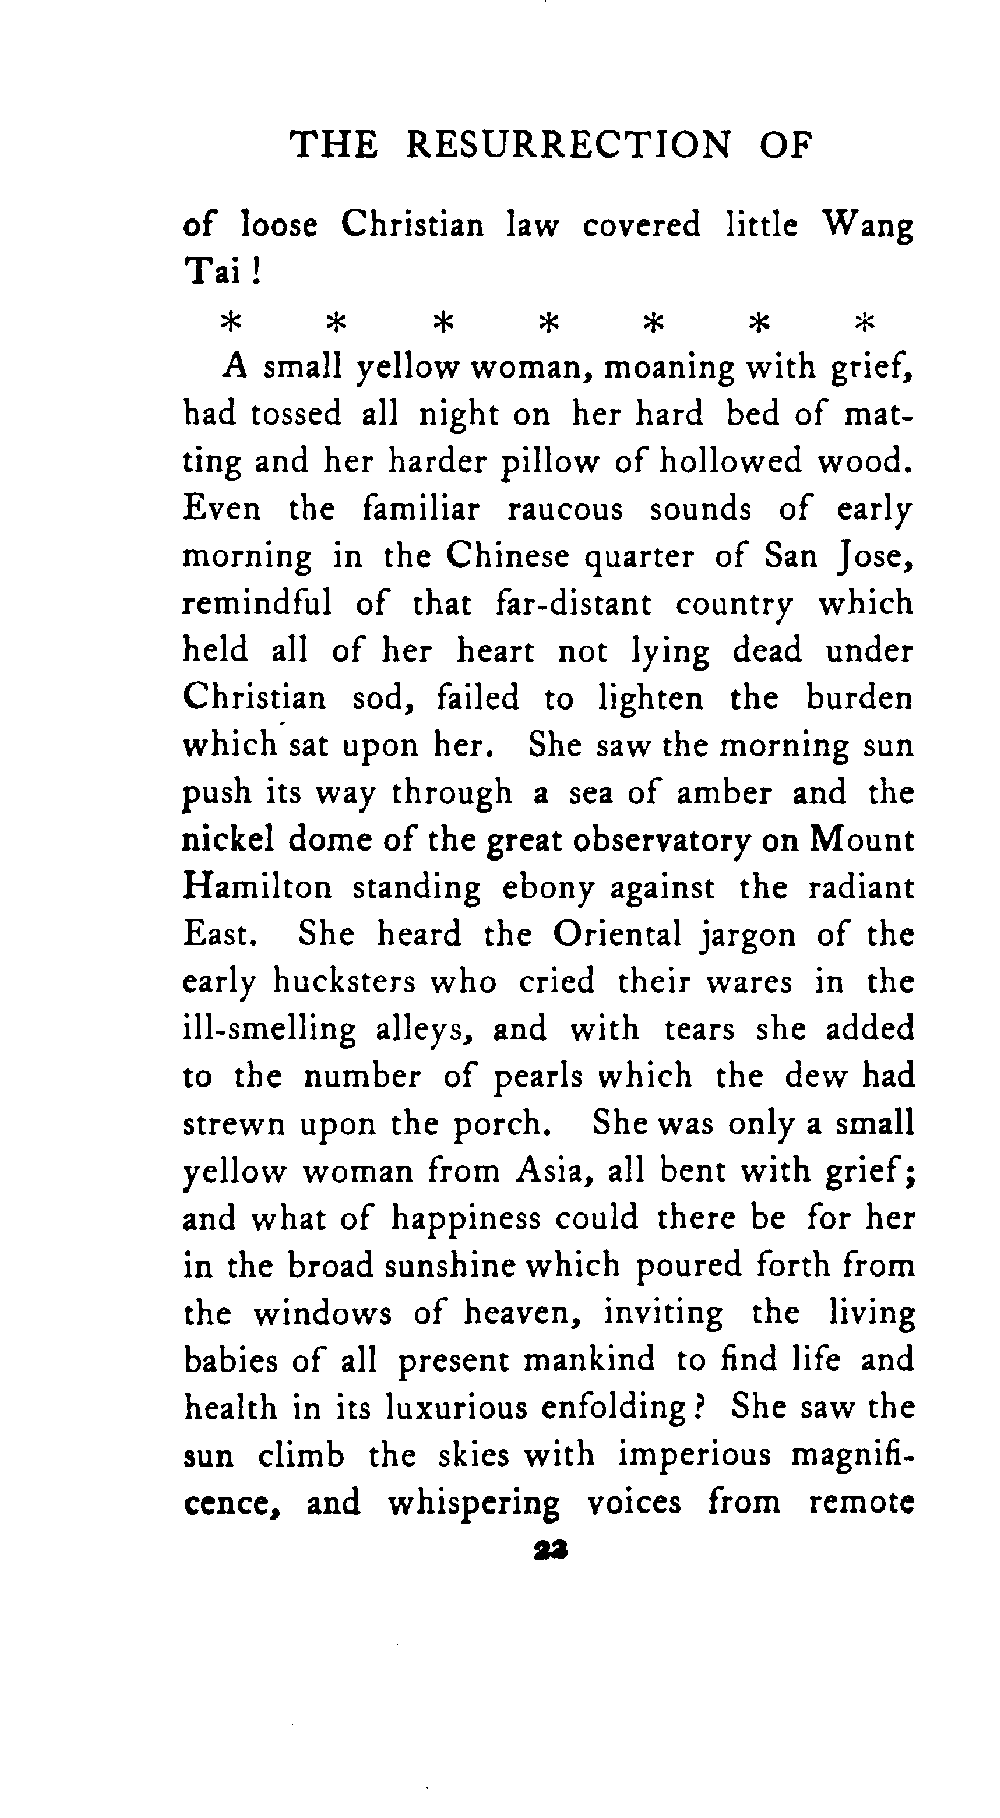 THE RESURRECTION OF
of loose Christian law covered little Wang
Tai !
* * * * * * *
A small yellow woman, moaning with grief,
had tossed all night on her hard bed of mat-
ting and her harder pillow of hollowed wood.
Even the familiar raucous sounds of early
morning in the Chinese quarter of San Jose,
remindful of that far-distant country which
held all of her heart not lying dead under
Christian sod, failed to lighten the burden
which sat upon her. She saw the morning sun
push its way through a sea of amber and the
nickel dome of the great observatory on Mount
Hamilton standing ebony against the radiant
East. She heard the Oriental jargon of the
early hucksters who cried their wares in the
ill-smelling alleys, and with tears she added
to the number of pearls which the dew had
strewn upon the porch. She was only a small
yellow woman from Asia, all bent with grief;
and what of happiness could there be for her
in the broad sunshine which poured forth from
the windows of heaven, inviting the living
babies of all present mankind to find life and
health in its luxurious enfolding ? She saw the
sun climb the skies with imperious magnifi-
cence, and whispering voices from remote
22